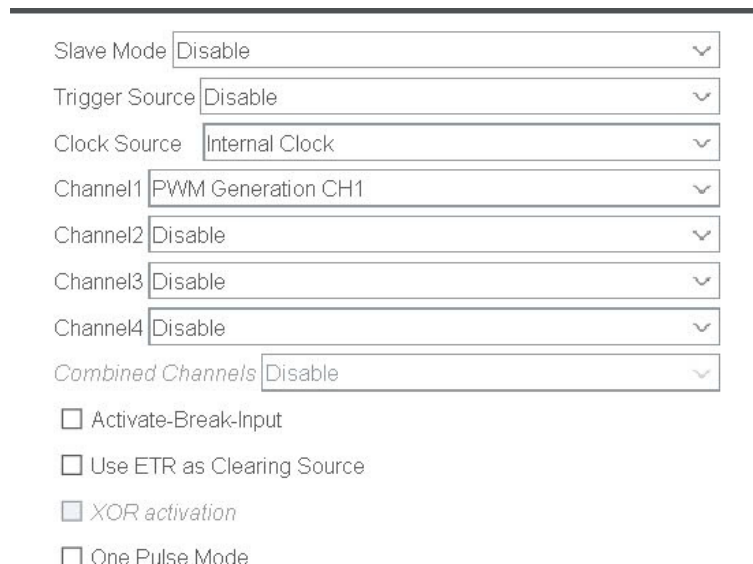 Slave Mode Disable
Trigger Source Disable
Clock Source Internal Clock
Channel1 PWM Generation CH1
Channel2 Disable
Channel3 Disable
Channel4 Disable
Combined Channels Disable
Activate-Break-Input
Use ETR as Clearing Source
XOR activation
One Pulse Mode